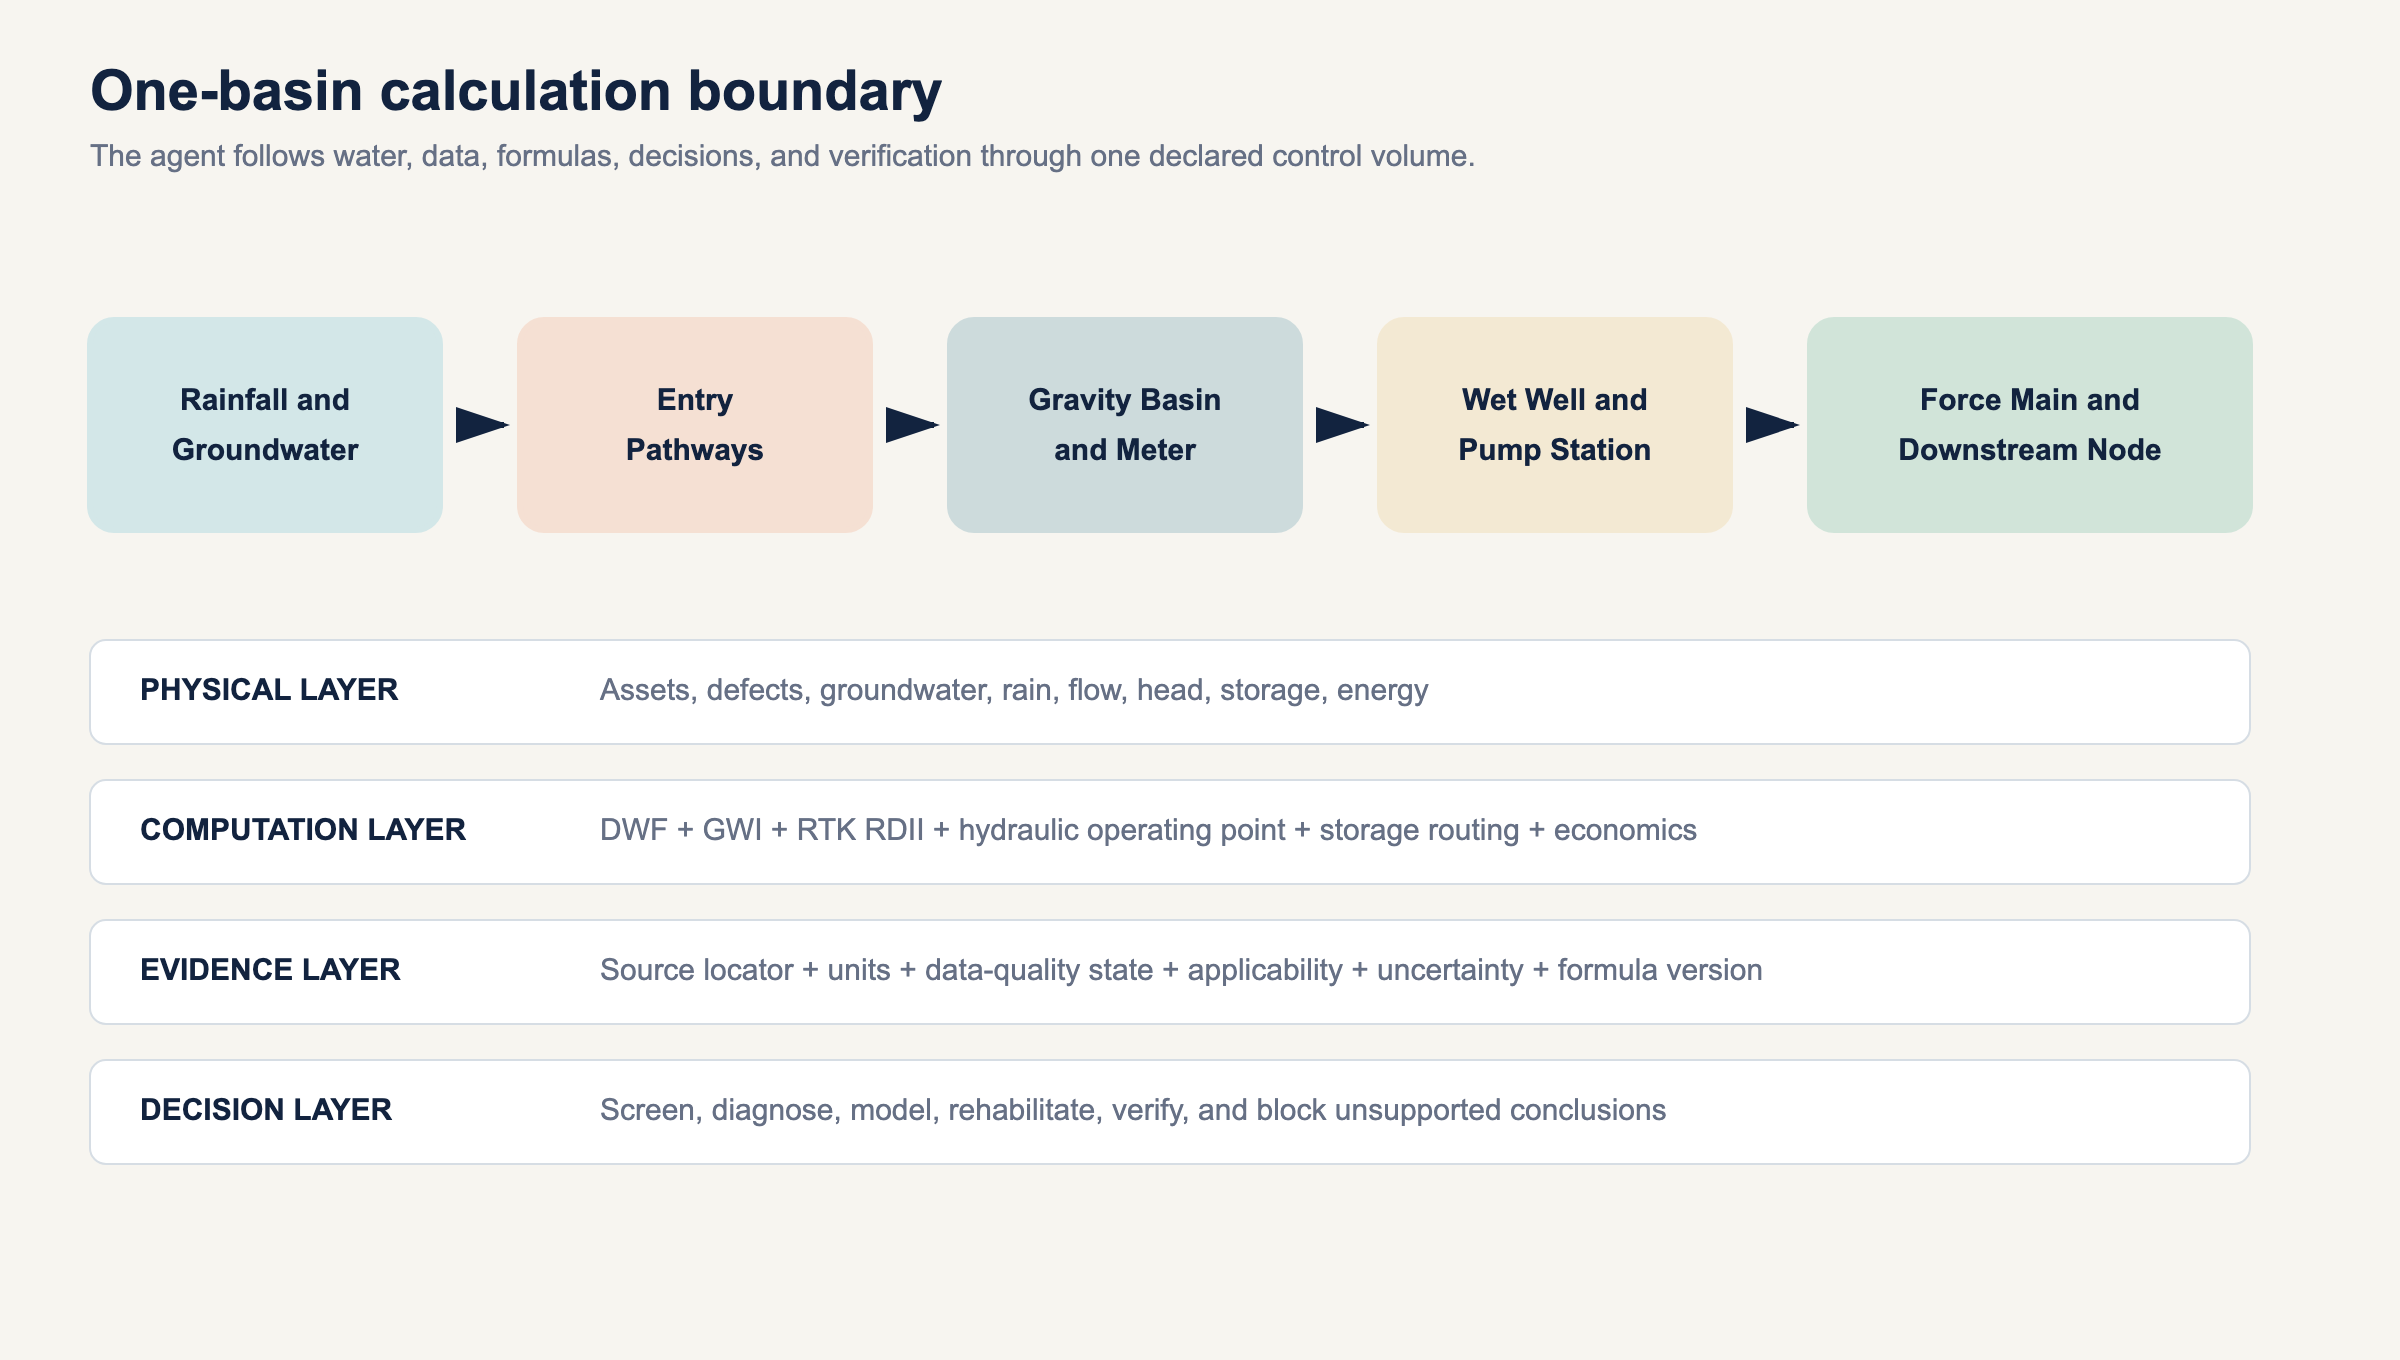 One-basin calculation boundary
The agent follows water, data, formulas, decisions, and verification through one declared control volume.
Rainfall and
Groundwater
Entry
Pathways
Gravity Basin
and Meter
Wet Well and
Pump Station
Force Main and
Downstream Node
PHYSICAL LAYER
Assets, defects, groundwater, rain, flow, head, storage, energy
COMPUTATION LAYER
DWF + GWI + RTK RDII + hydraulic operating point + storage routing + economics
EVIDENCE LAYER
Source locator + units + data-quality state + applicability + uncertainty + formula version
DECISION LAYER
Screen, diagnose, model, rehabilitate, verify, and block unsupported conclusions